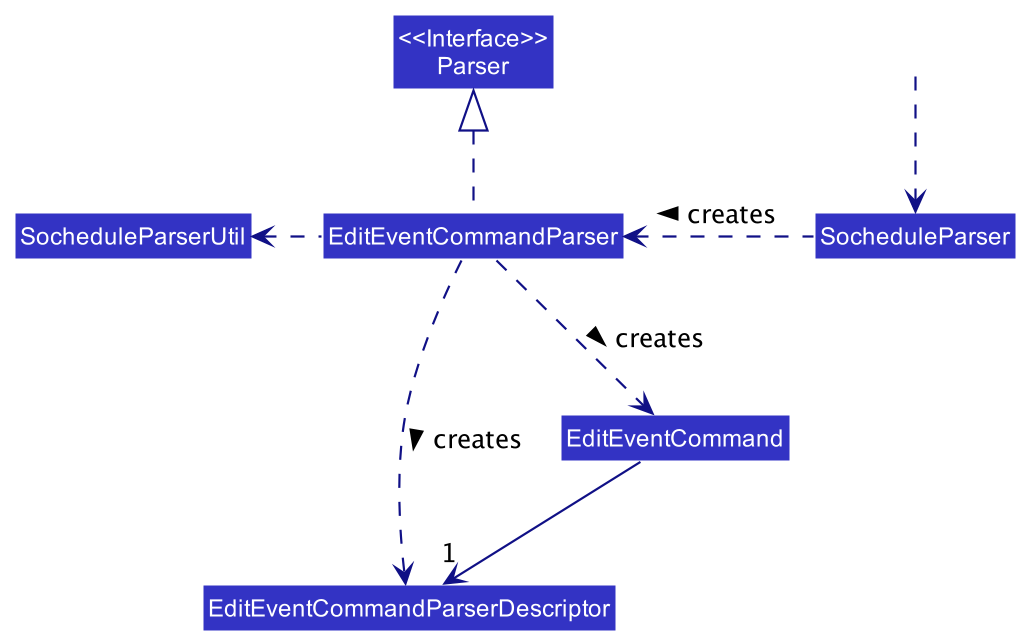 <<Interface>>
Parser
creates
SocheduleParserUtil
EditEventCommandParser
SocheduleParser
creates
EditEventCommand
creates
1
EditEventCommandParserDescriptor